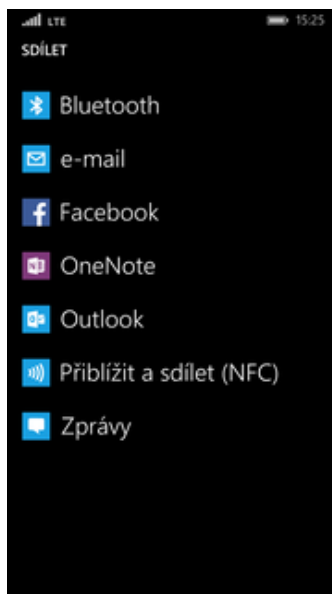 LTE 15:25
SDÍLET
Bluetooth
e-mail
Facebook
OneNote
Outlook
Přiblížit a sdílet (NFC)
Zprávy